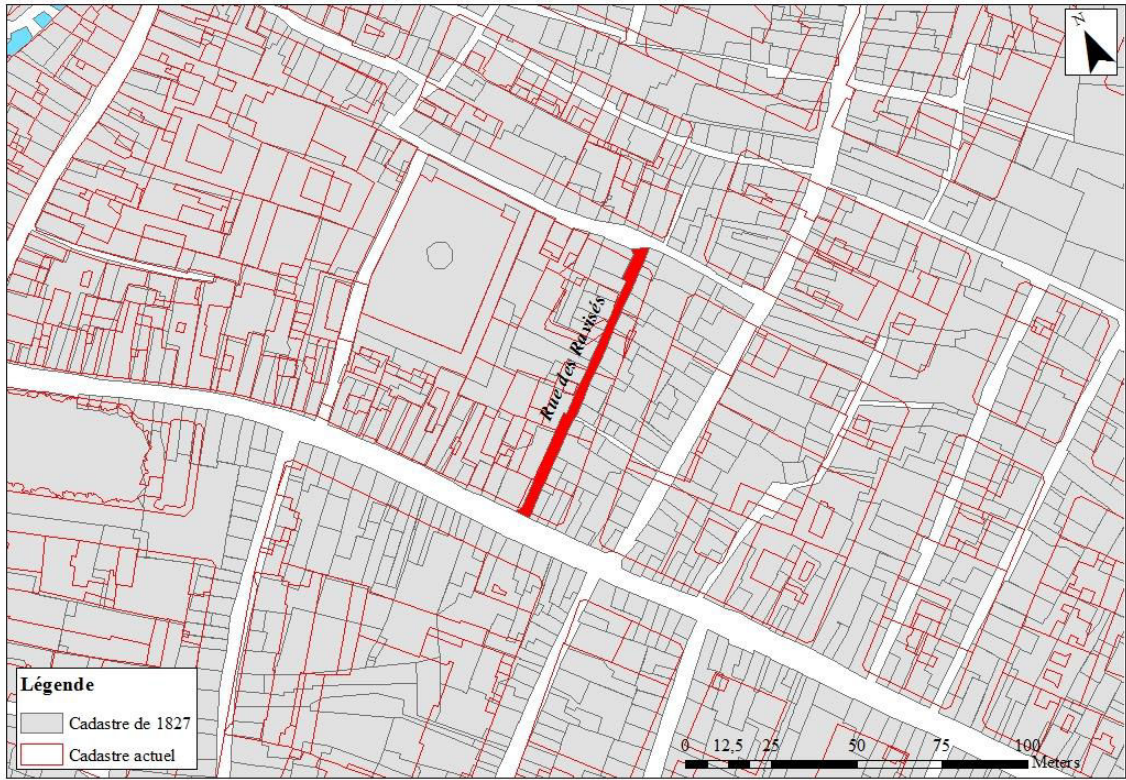 N
Rue des Ravisés
Légende
Cadastre de 1827
Cadastre actuel
0 12,5 25 50 75 100
Meters